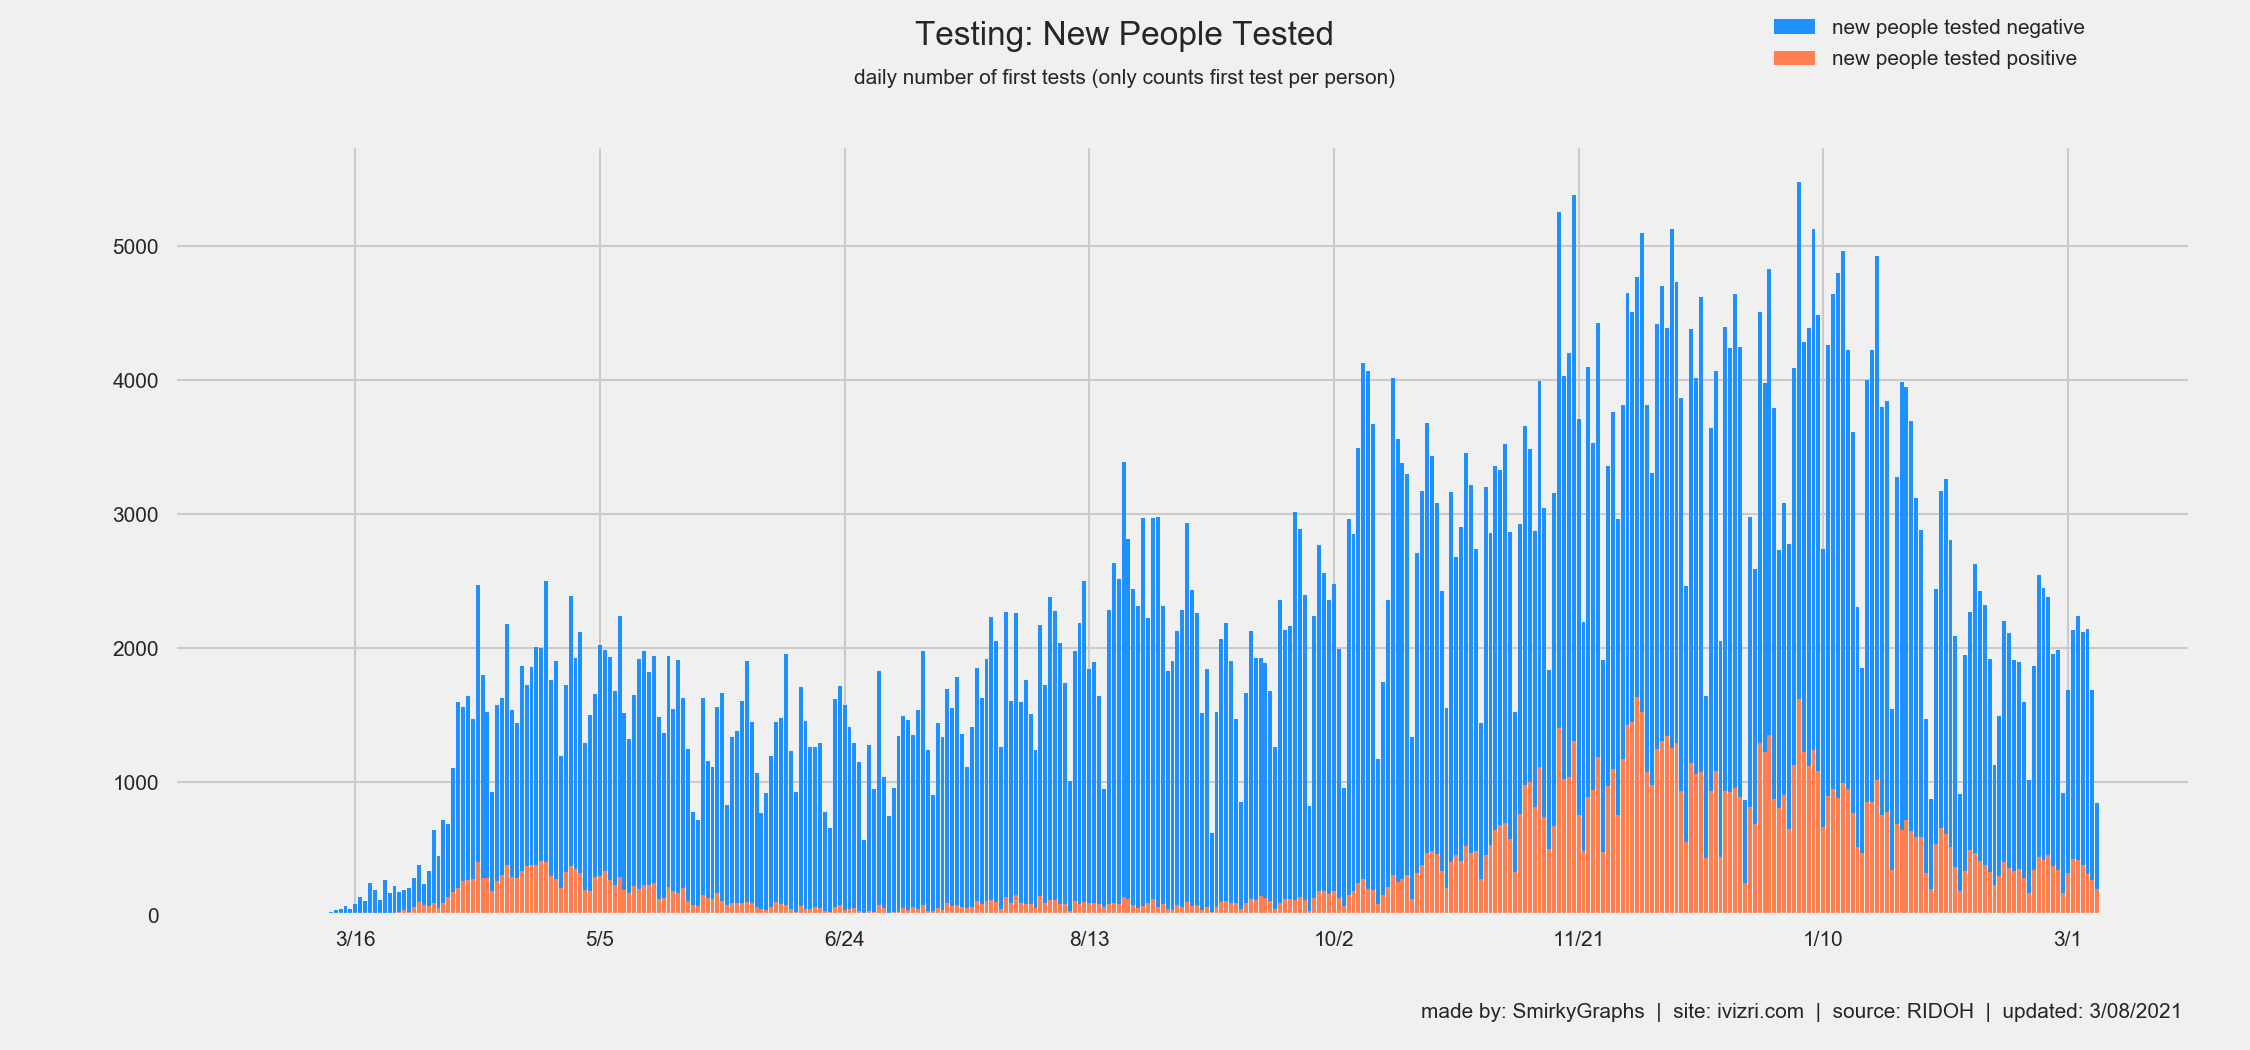 Testing: New People Tested
daily number of first tests (only counts first test per person)
new people tested negative
new people tested positive
5000
4000
3000
2000
1000
0
3/16 5/5 6/24 8/13 10/2 11/21 1/10 3/1
made by: SmirkyGraphs | site: ivizri.com | source: RIDOH | updated: 3/08/2021